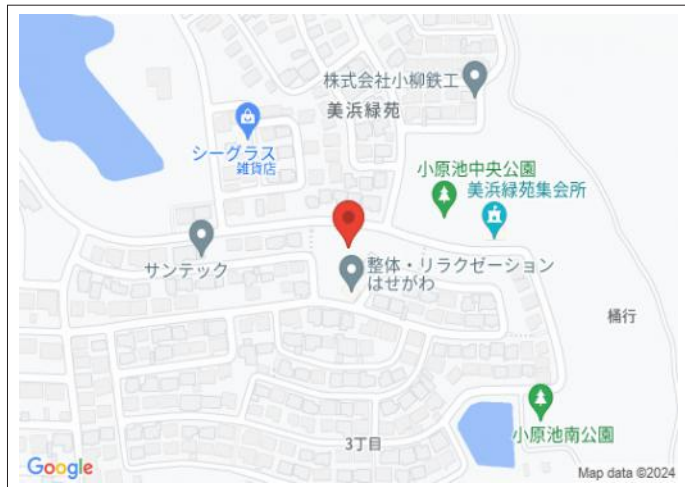 株式会社小柳鉄工
美浜緑苑
シーグラス
雑貨店
小原池中央公園
美浜緑苑集会所
サンテック
整体・リラクゼーション
はせがわ
桶行
3丁目
小原池南公園
Google
Map data ©2024